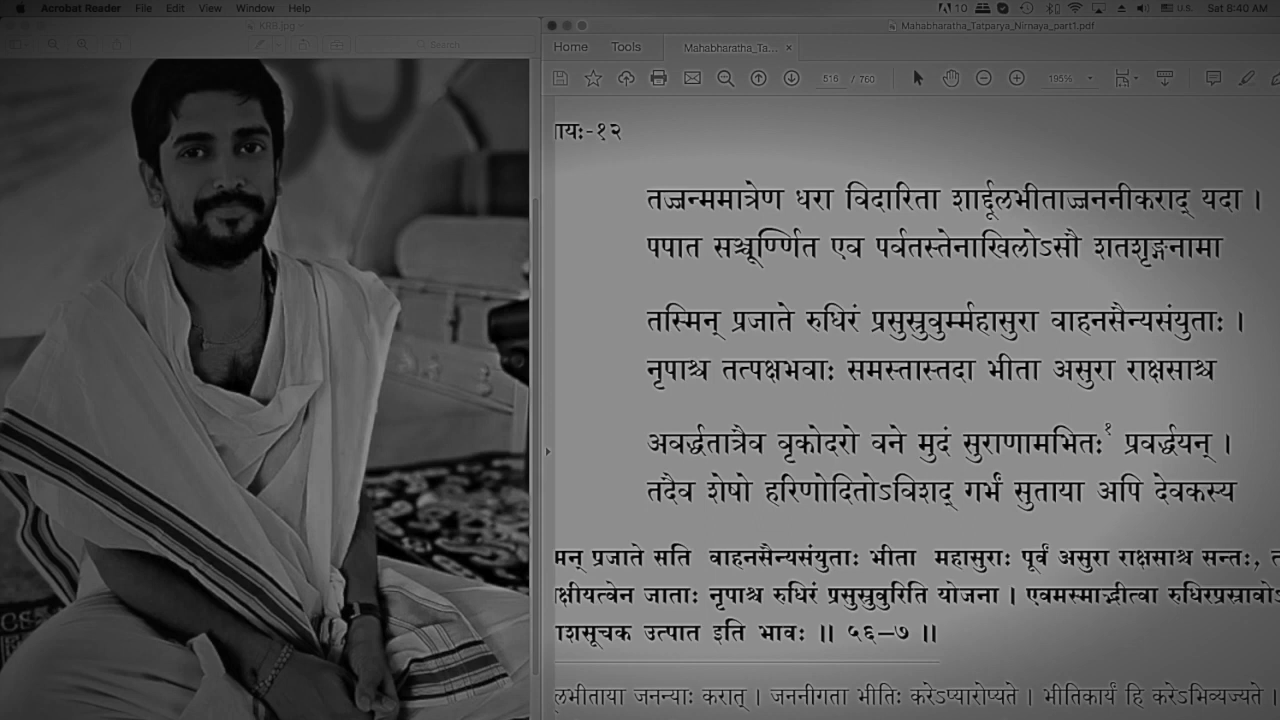 Acrobat Reader File Edit View Window Help 10 U.S. Sat 8:40 AM
KRB.jpg
Search
Mahabharatha_Tatparya_Nirnaya_part1.pdf
Home Tools Mahabharatha_Ta... ×
516 / 760 195%
ायः-१२
तज्जन्ममात्रेण धरा विदारिता शार्द्दूलभीताज्जननीकराद् यदा ।
पपात सञ्चूर्ण्णित एव पर्वतस्तेनाखिलोऽसौ शतशृङ्गनामा
तस्मिन् प्रजाते रुधिरं प्रसुस्रुवुर्म्महासुरा वाहनसैन्यसंयुताः ।
नृपाश्च तत्पक्षभवाः समस्तास्तदा भीता असुरा राक्षसाश्च
अवर्द्धतात्रैव वृकोदरो वने मुदं सुराणामभितः१ प्रवर्द्धयन् ।
तदैव शेषो हरिणोदितोऽविशद् गर्भं सुताया अपि देवकस्य
मन् प्रजाते सति वाहनसैन्यसंयुताः भीता महासुराः पूर्वं असुरा राक्षसाश्च सन्तः,
क्षीयत्वेन जाताः नृपाश्च रुधिरं प्रसुस्रुवुरिति योजना । एवमस्माद्भीत्वा रुधिरप्रस्रावो
ाशसूचक उत्पात इति भावः ॥ ५६–७ ॥
लभीताया जनन्याः करात् । जननीगता भीतिः करेऽप्यारोप्यते । भीतिकार्यं हि करेऽभिव्यज्यते ।